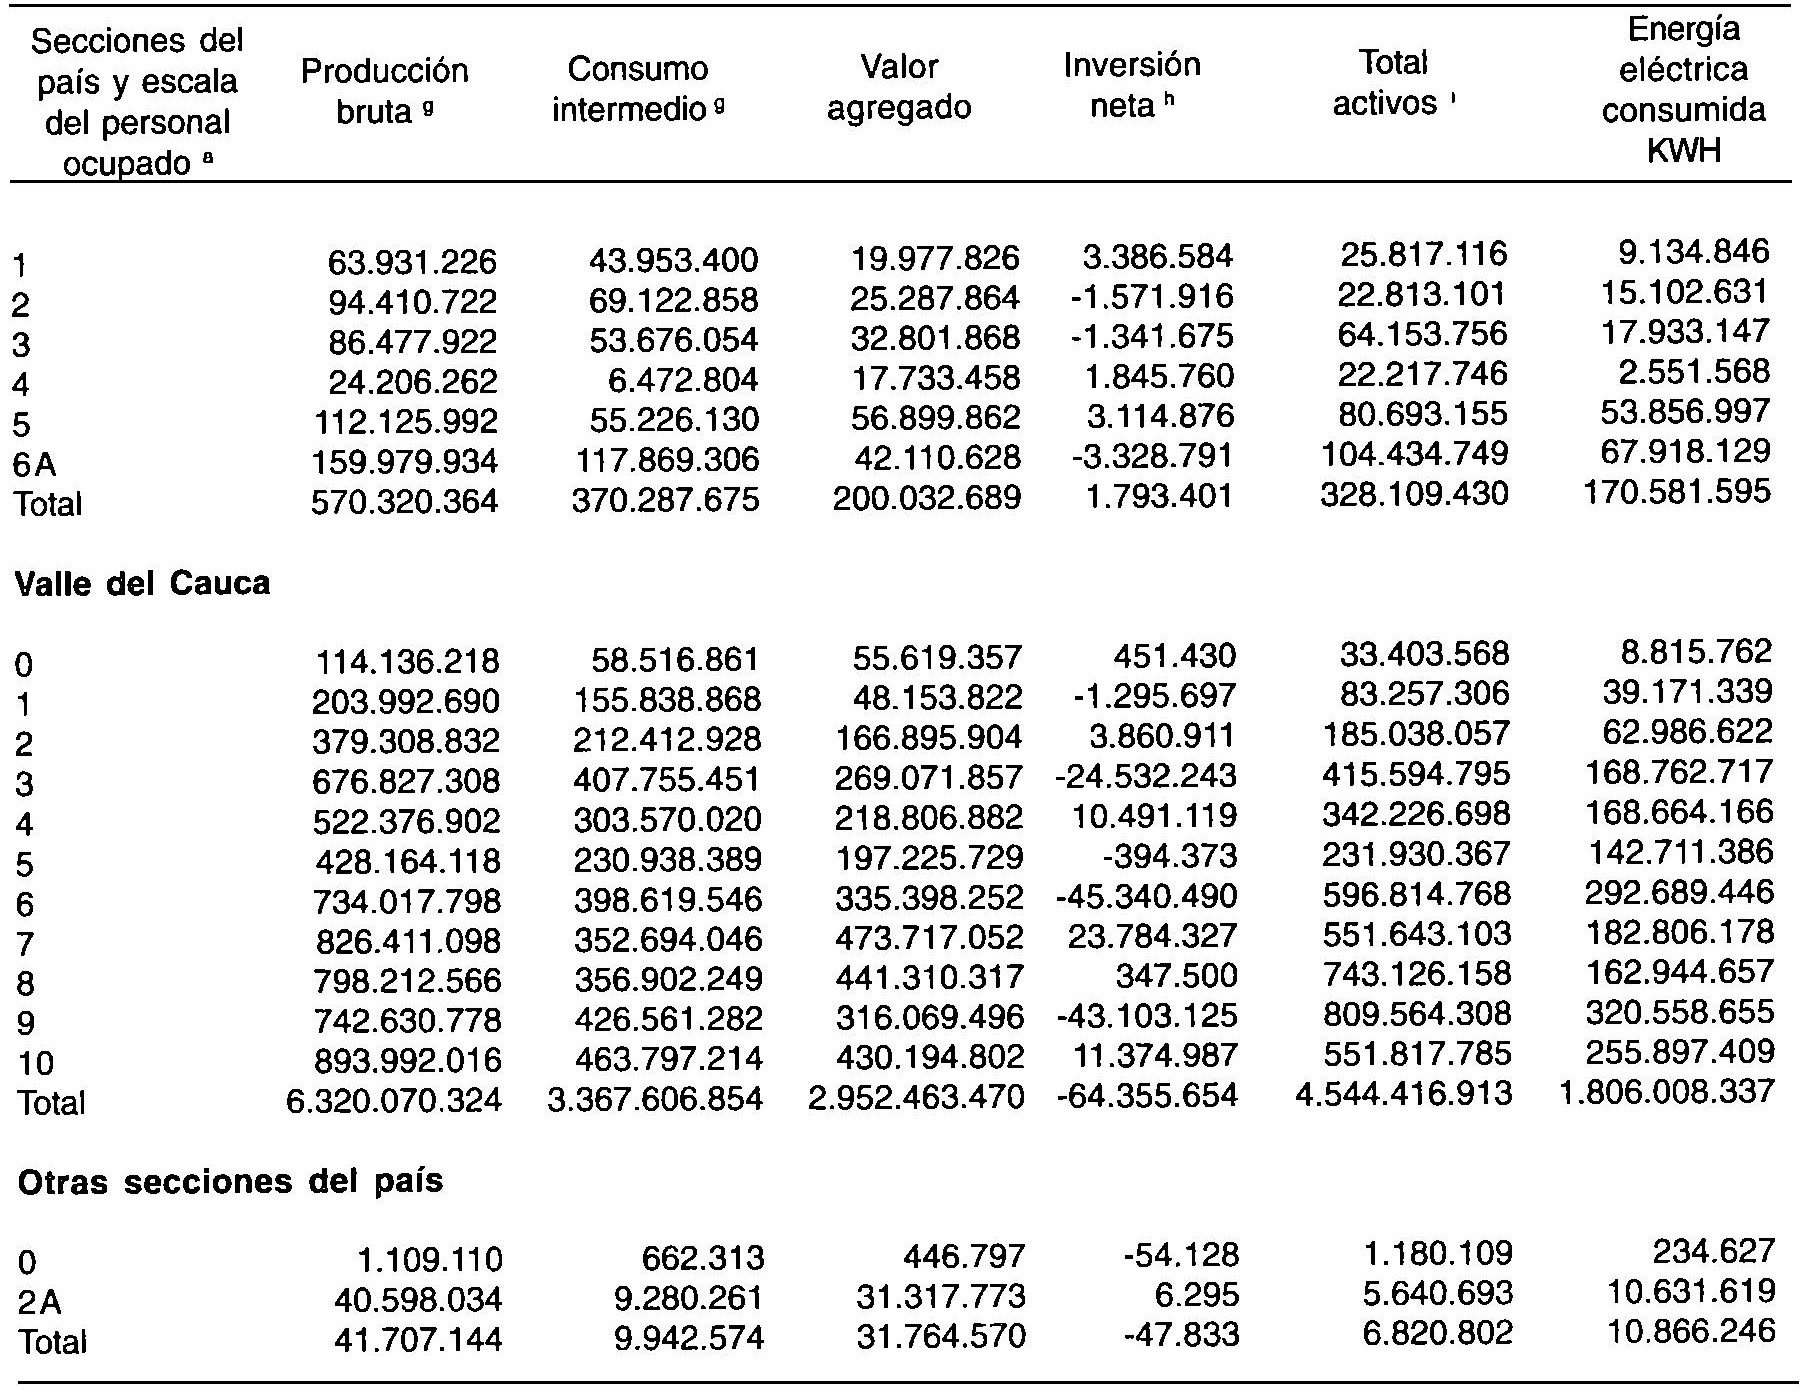 Secciones del país y escala del personal ocupado a | Producción bruta g | Consumo intermedio g | Valor agregado | Inversión neta h | Total activos i | Energía eléctrica consumida KWH
1 63.931.226 43.953.400 19.977.826 3.386.584 25.817.116 9.134.846
2 94.410.722 69.122.858 25.287.864 -1.571.916 22.813.101 15.102.631
3 86.477.922 53.676.054 32.801.868 -1.341.675 64.153.756 17.933.147
4 24.206.262 6.472.804 17.733.458 1.845.760 22.217.746 2.551.568
5 112.125.992 55.226.130 56.899.862 3.114.876 80.693.155 53.856.997
6A 159.979.934 117.869.306 42.110.628 -3.328.791 104.434.749 67.918.129
Total 570.320.364 370.287.675 200.032.689 1.793.401 328.109.430 170.581.595
Valle del Cauca
0 114.136.218 58.516.861 55.619.357 451.430 33.403.568 8.815.762
1 203.992.690 155.838.868 48.153.822 -1.295.697 83.257.306 39.171.339
2 379.308.832 212.412.928 166.895.904 3.860.911 185.038.057 62.986.622
3 676.827.308 407.755.451 269.071.857 -24.532.243 415.594.795 168.762.717
4 522.376.902 303.570.020 218.806.882 10.491.119 342.226.698 168.664.166
5 428.164.118 230.938.389 197.225.729 -394.373 231.930.367 142.711.386
6 734.017.798 398.619.546 335.398.252 -45.340.490 596.814.768 292.689.446
7 826.411.098 352.694.046 473.717.052 23.784.327 551.643.103 182.806.178
8 798.212.566 356.902.249 441.310.317 347.500 743.126.158 162.944.657
9 742.630.778 426.561.282 316.069.496 -43.103.125 809.564.308 320.558.655
10 893.992.016 463.797.214 430.194.802 11.374.987 551.817.785 255.897.409
Total 6.320.070.324 3.367.606.854 2.952.463.470 -64.355.654 4.544.416.913 1.806.008.337
Otras secciones del país
0 1.109.110 662.313 446.797 -54.128 1.180.109 234.627
2A 40.598.034 9.280.261 31.317.773 6.295 5.640.693 10.631.619
Total 41.707.144 9.942.574 31.764.570 -47.833 6.820.802 10.866.246